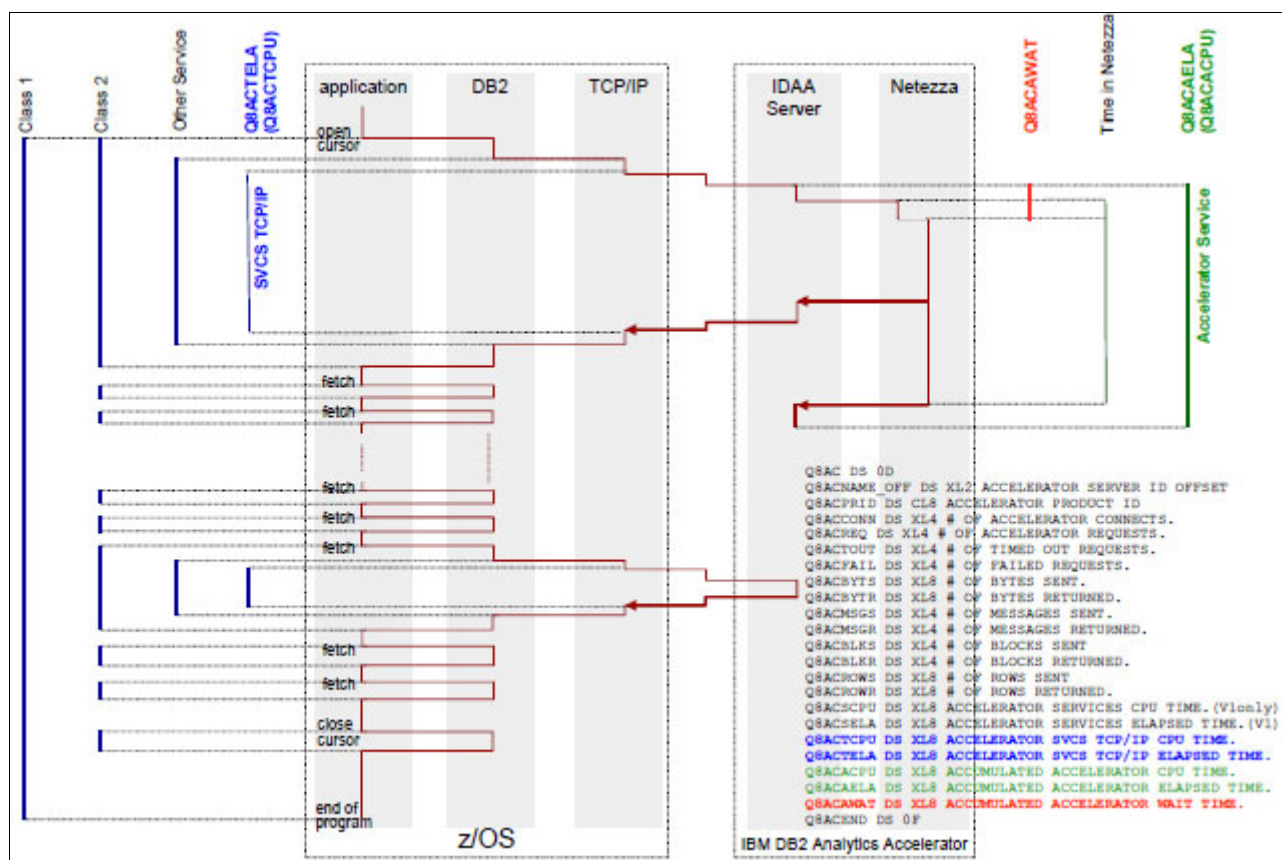 Class 1
Class 2
Other Service
Q8ACTELA
(Q8ACTCPU)
application
DB2
TCP/IP
IDAA
Server
Netezza
Q8ACAWAT
Time in Netezza
Q8ACAELA
(Q8ACACPU)
open
cursor
SVCS TCP/IP
Accelerator Service
fetch
fetch
fetch
fetch
fetch
fetch
fetch
close
cursor
end of
program
z/OS
Q8AC DS 0D
Q8ACNAME_OFF DS XL2 ACCELERATOR SERVER ID OFFSET
Q8ACPRID DS CL8 ACCELERATOR PRODUCT ID
Q8ACCONN DS XL4 # OF ACCELERATOR CONNECTS.
Q8ACREQ DS XL4 # OF ACCELERATOR REQUESTS.
Q8ACTOUT DS XL4 # OF TIMED OUT REQUESTS.
Q8ACFAIL DS XL4 # OF FAILED REQUESTS.
Q8ACBYTS DS XL8 # OF BYTES SENT.
Q8ACBYTR DS XL8 # OF BYTES RETURNED.
Q8ACMSGS DS XL4 # OF MESSAGES SENT.
Q8ACMSGR DS XL4 # OF MESSAGES RETURNED.
Q8ACBLKS DS XL4 # OF BLOCKS SENT
Q8ACBLKR DS XL4 # OF BLOCKS RETURNED.
Q8ACROWS DS XL8 # OF ROWS SENT
Q8ACROWR DS XL8 # OF ROWS RETURNED.
Q8ACSCPU DS XL8 ACCELERATOR SERVICES CPU TIME.(V1only)
Q8ACSELA DS XL8 ACCELERATOR SERVICES ELAPSED TIME.(V1)
Q8ACTCPU DS XL8 ACCELERATOR SVCS TCP/IP CPU TIME.
Q8ACTELA DS XL8 ACCELERATOR SVCS TCP/IP ELAPSED TIME.
Q8ACACPU DS XL8 ACCUMULATED ACCELERATOR CPU TIME.
Q8ACAELA DS XL8 ACCUMULATED ACCELERATOR ELAPSED TIME.
Q8ACAWAT DS XL8 ACCUMULATED ACCELERATOR WAIT TIME.
Q8ACEND DS 0F
IBM DB2 Analytics Accelerator